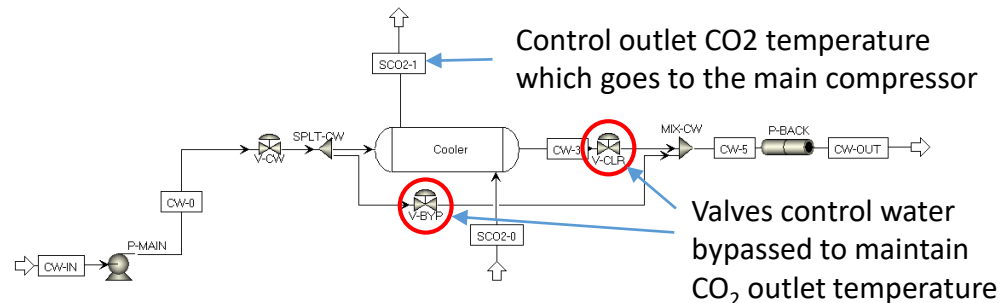 Control outlet CO2 temperature
which goes to the main compressor
SCO2-1
SPLT-CW
V-CW
Cooler
CW-3
V-CLR
MIX-CW
CW-5
P-BACK
CW-OUT
V-BYP
CW-0
SCO2-0
P-MAIN
CW-IN
Valves control water
bypassed to maintain
CO₂ outlet temperature